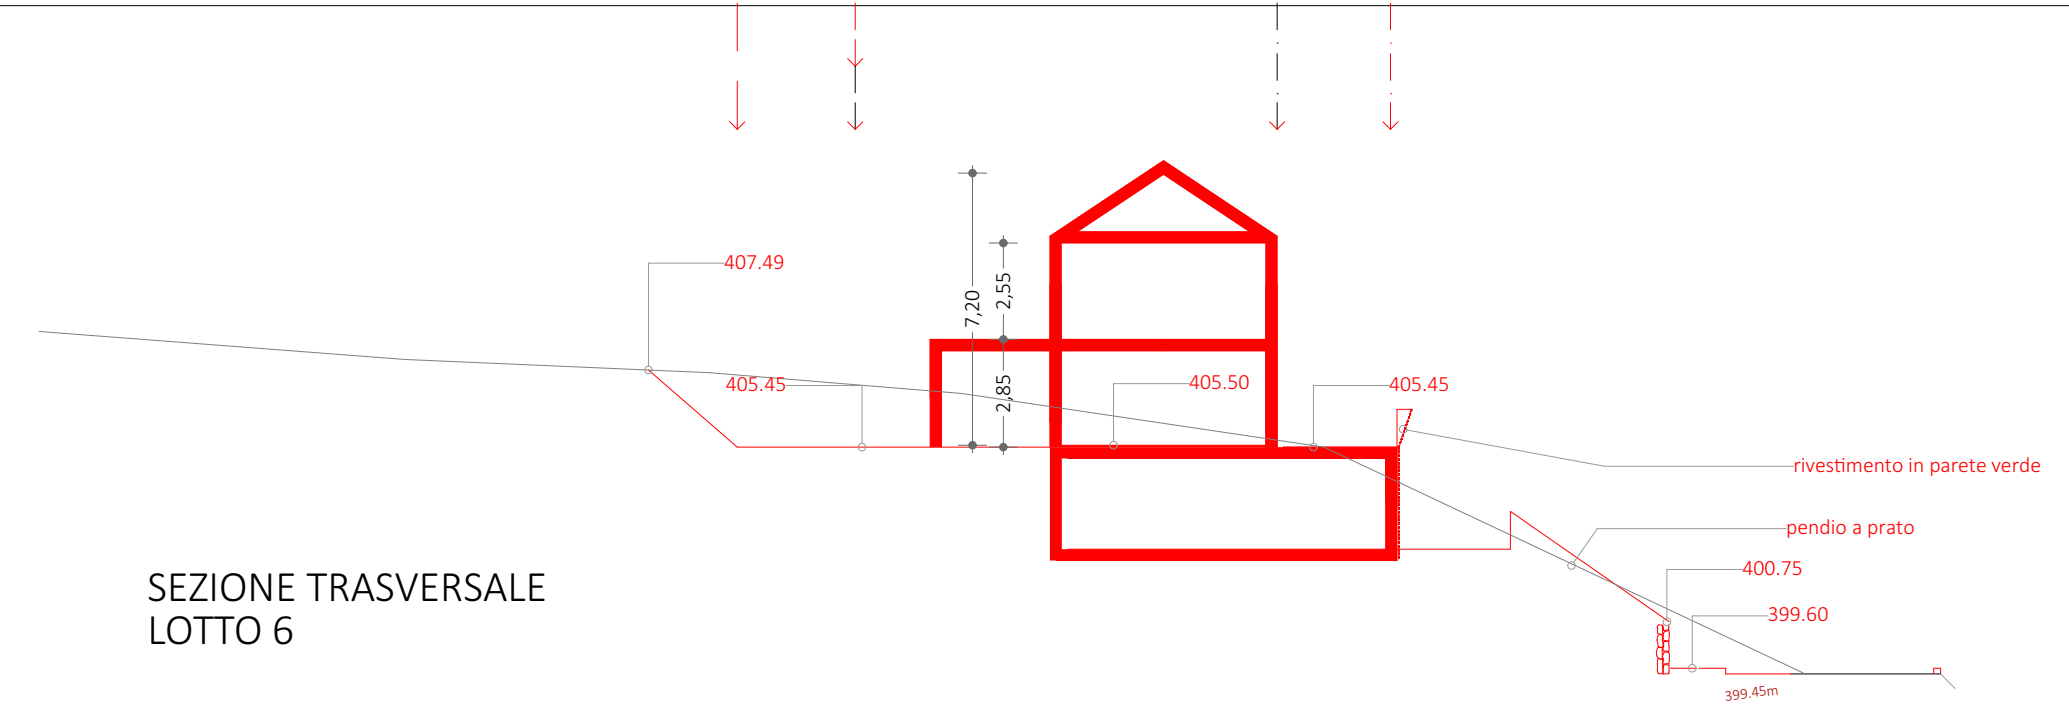 407.49
2,55
7,20
405.45
2,85
405.50
405.45
rivestimento in parete verde
pendio a prato
400.75
399.60
399.45m
SEZIONE TRASVERSALE
LOTTO 6